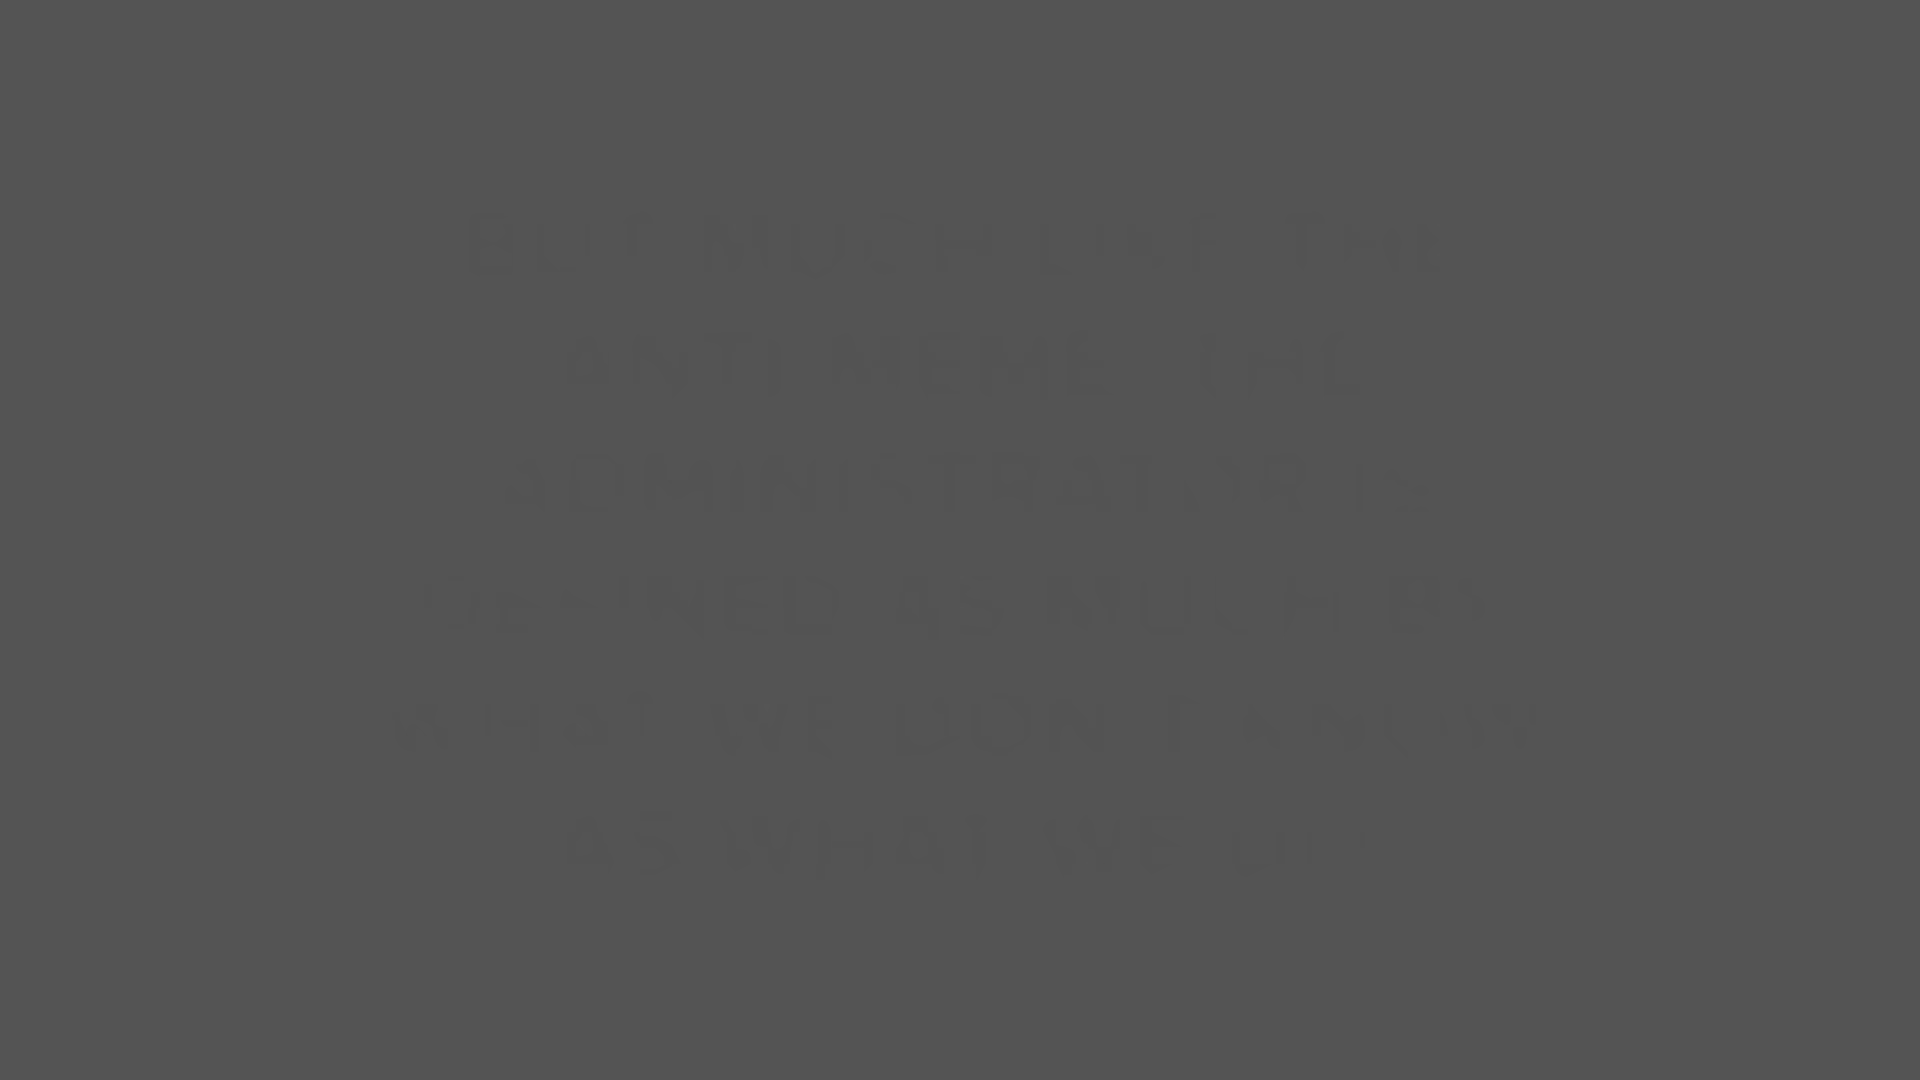 BUT MUCH LIKE THE
ANTI MEME, THE
ADMINISTRATOR IS
DEFINED AS MUCH BY
WHAT WE DON'T KNOW
AS WHAT WE DO